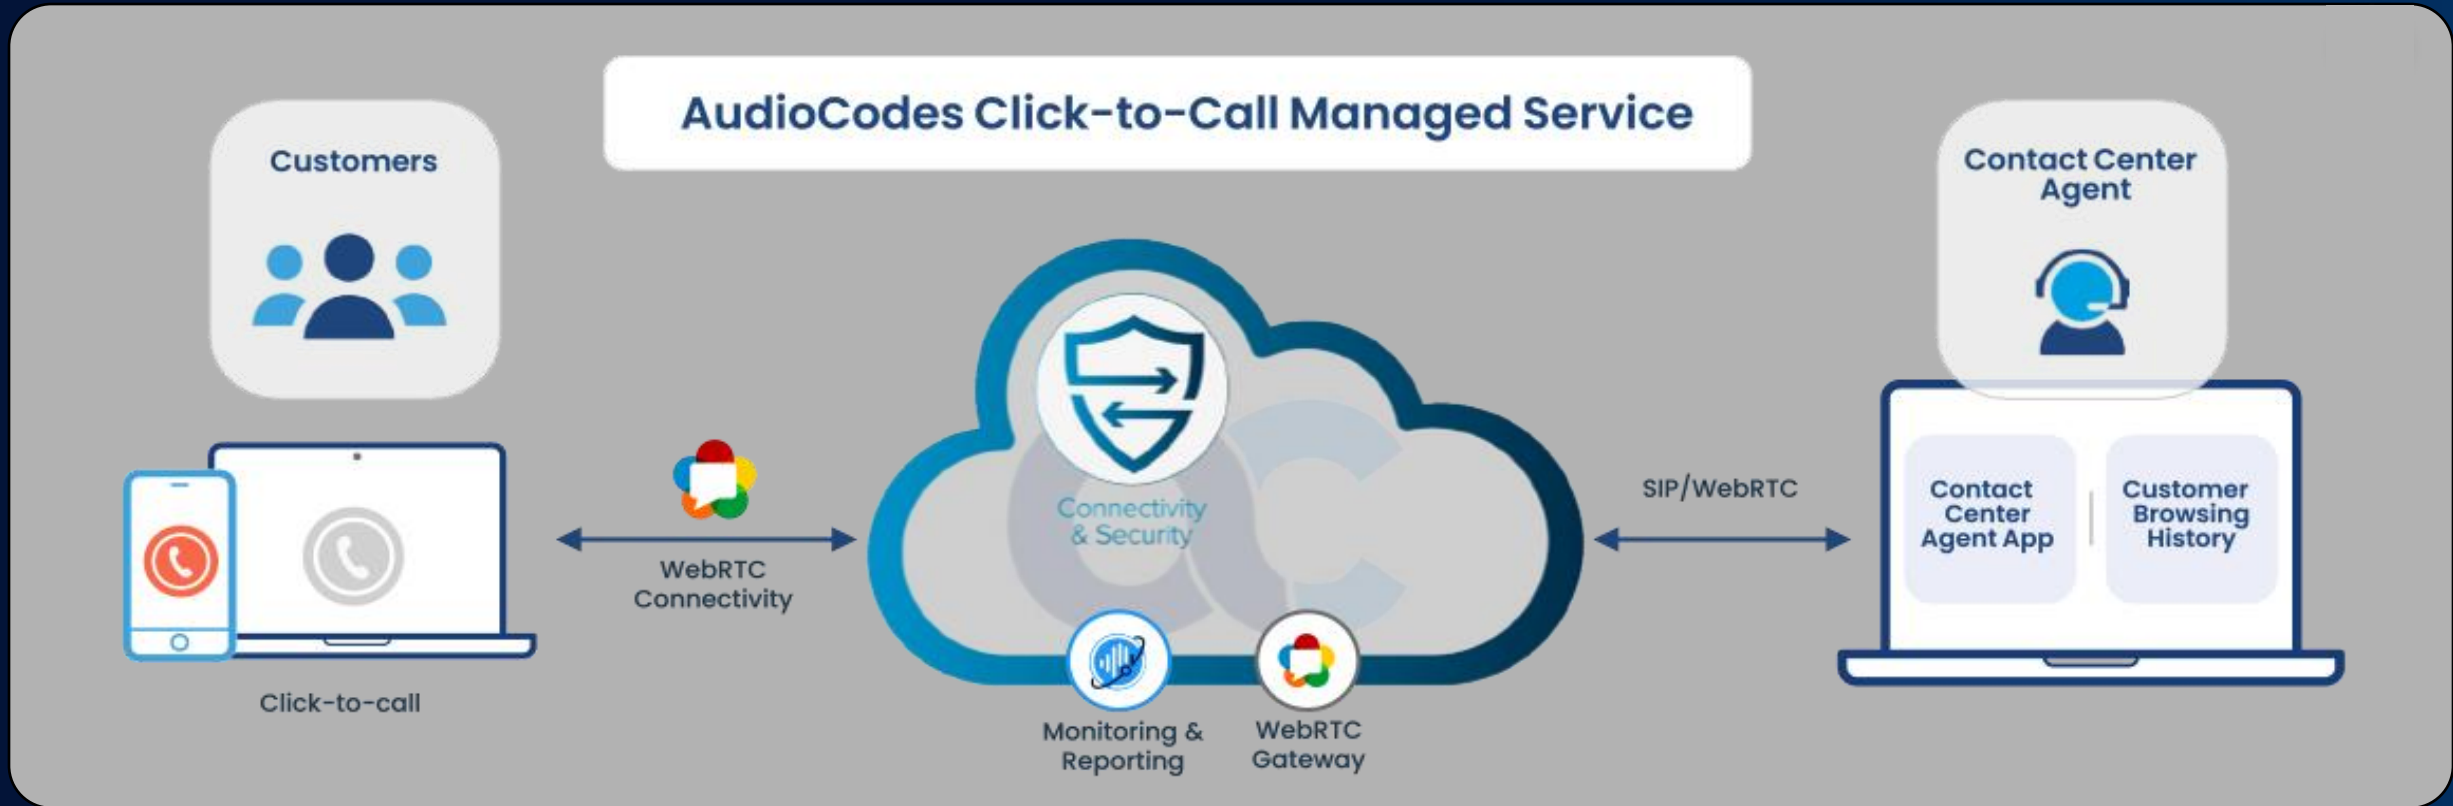 AudioCodes Click-to-Call Managed Service
Customers
Click-to-call
WebRTC
Connectivity
Connectivity
& Security
Monitoring &
Reporting
WebRTC
Gateway
SIP/WebRTC
Contact Center
Agent
Contact
Center
Agent App
Customer
Browsing
History